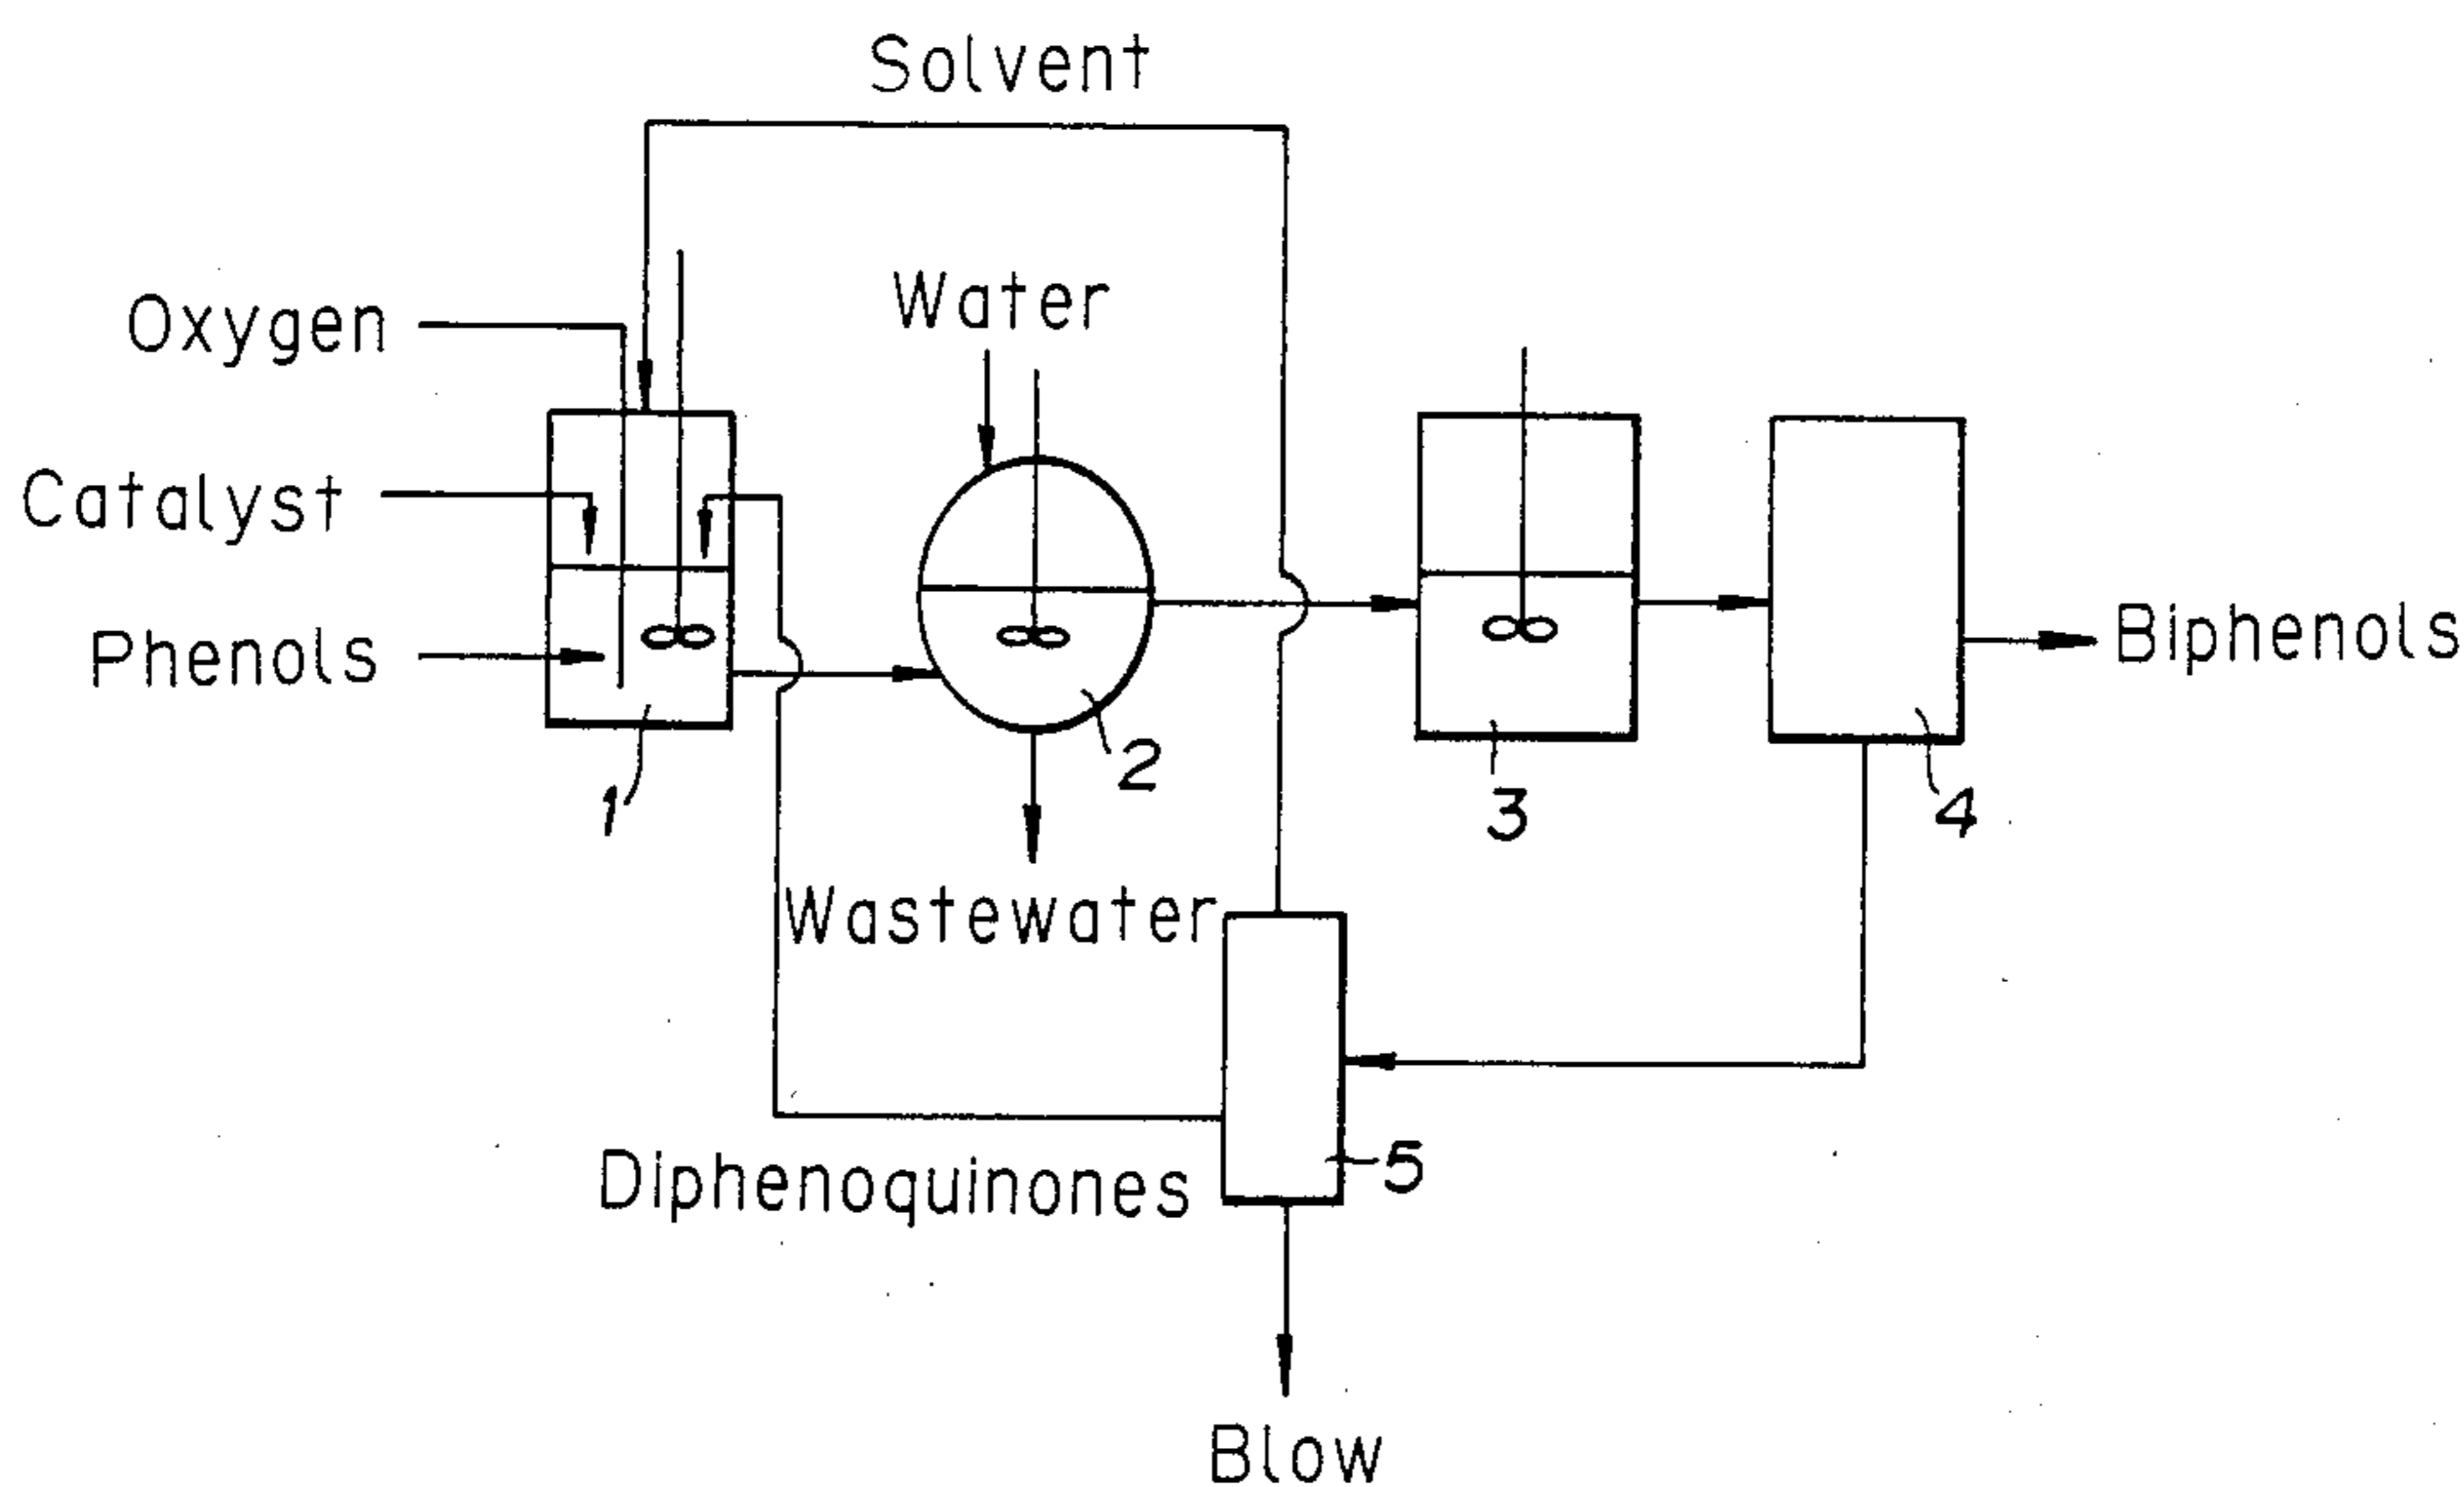 Solvent
Water
Oxygen
Catalyst
Phenols
Biphenols
1
2
3
4
Wastewater
Diphenoquinones
5
Blow